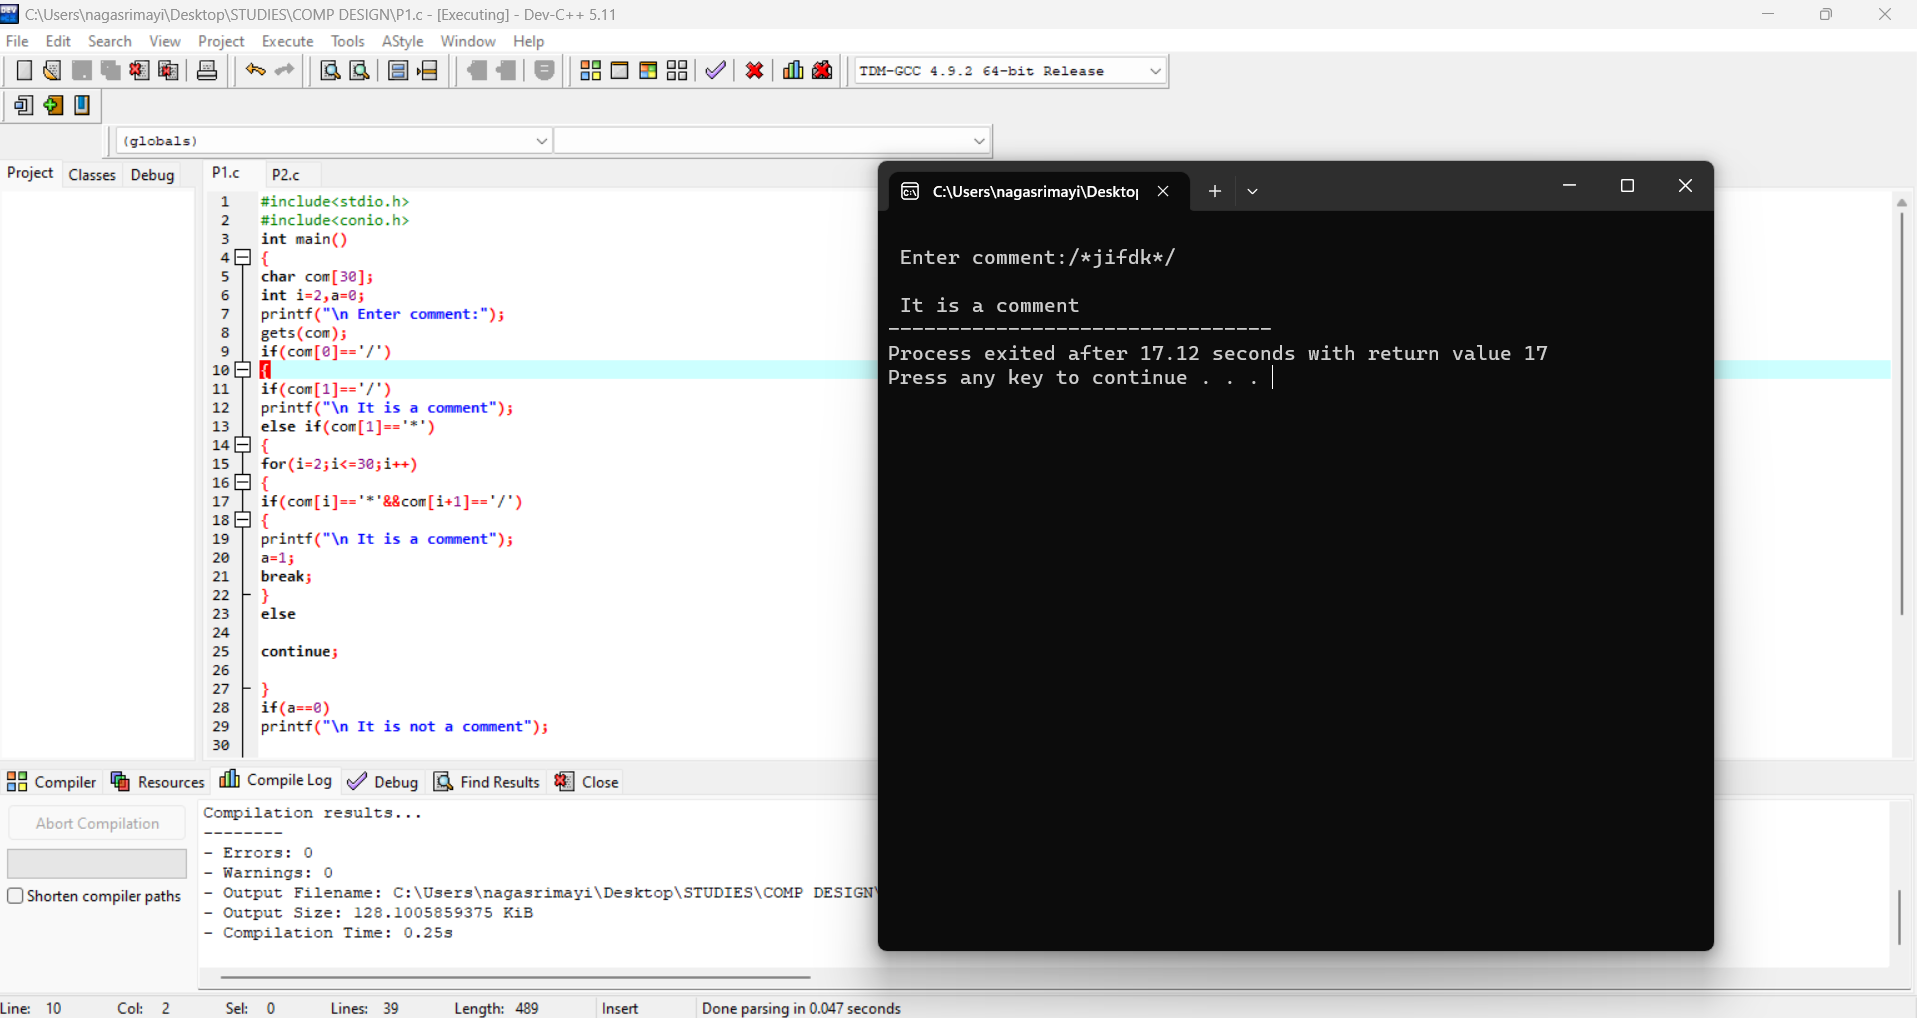 C:\Users\nagasrimayi\Desktop\STUDIES\COMP DESIGN\P1.c - [Executing] - Dev-C++ 5.11
File Edit Search View Project Execute Tools AStyle Window Help
TDM-GCC 4.9.2 64-bit Release
(globals)
Project Classes Debug P1.c P2.c
1 #include<stdio.h>
2 #include<conio.h>
3 int main()
4 {
5 char com[30];
6 int i=2,a=0;
7 printf("\n Enter comment:");
8 gets(com);
9 if(com[0]=='/')
10 {
11 if(com[1]=='/')
12 printf("\n It is a comment");
13 else if(com[1]=='*')
14 {
15 for(i=2;i<=30;i++)
16 {
17 if(com[i]=='*'&&com[i+1]=='/')
18 {
19 printf("\n It is a comment");
20 a=1;
21 break;
22 }
23 else
24
25 continue;
26
27 }
28 if(a==0)
29 printf("\n It is not a comment");
30
C:\Users\nagasrimayi\Desktop
Enter comment:/*jifdk*/
It is a comment
--------------------------------
Process exited after 17.12 seconds with return value 17
Press any key to continue . . .
Compiler Resources Compile Log Debug Find Results Close
Abort Compilation
Shorten compiler paths
Compilation results...
--------
- Errors: 0
- Warnings: 0
- Output Filename: C:\Users\nagasrimayi\Desktop\STUDIES\COMP DESIGN\
- Output Size: 128.1005859375 KiB
- Compilation Time: 0.25s
Line: 10 Col: 2 Sel: 0 Lines: 39 Length: 489 Insert Done parsing in 0.047 seconds